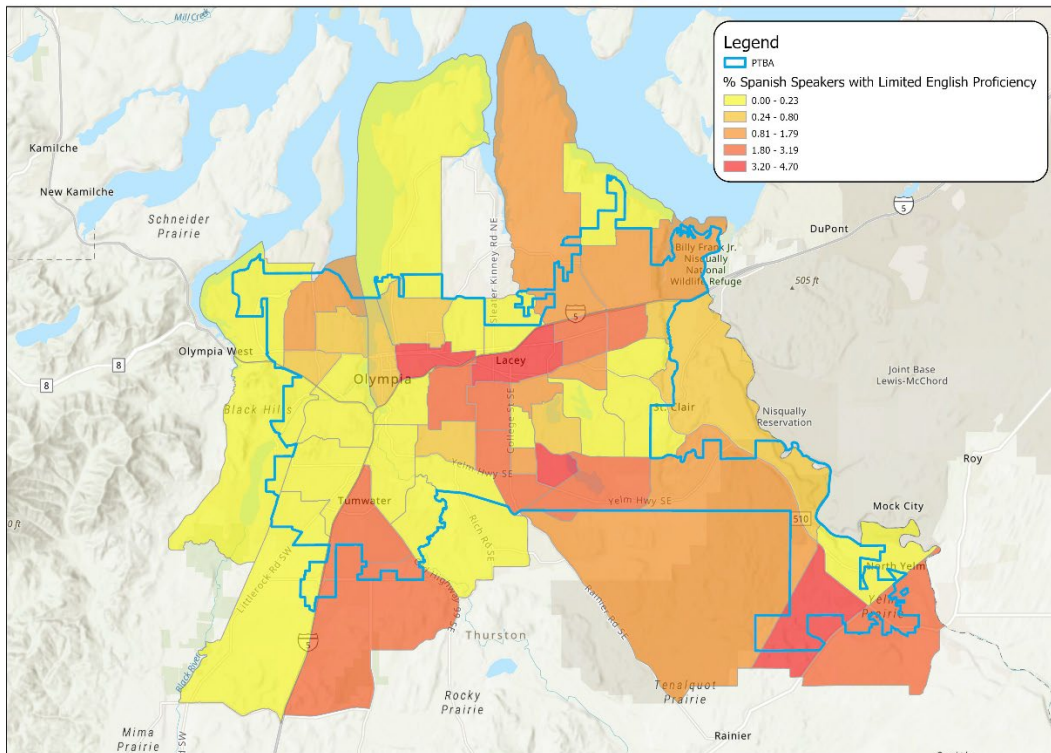 Mill Creek
Legend
PTBA
% Spanish Speakers with Limited English Proficiency
0.00 - 0.23
0.24 - 0.80
0.81 - 1.79
1.80 - 3.19
3.20 - 4.70
Kamilche
New Kamilche
Schneider
Prairie
5
DuPont
Sleater Kinney Rd NE
Billy Frank Jr.
Nisqually
National
Wildlife Refuge
505 ft
5
Olympia West
8
8
Lacey
Olympia
Joint Base
Lewis-McChord
Black Hills
College St SE
St. Clair
Nisqually
Reservation
Roy
Yelm Hwy SE
Yelm Hwy SE
Tumwater
510
Mock City
Rich Rd SE
North Yelm
Littlerock Rd SW
Yelm
Prairie
Old Highway 99 SE
Rainier Rd SE
5
Thurston
Black River
Rocky
Prairie
Tenalquot
Prairie
Mima
Prairie
Rainier